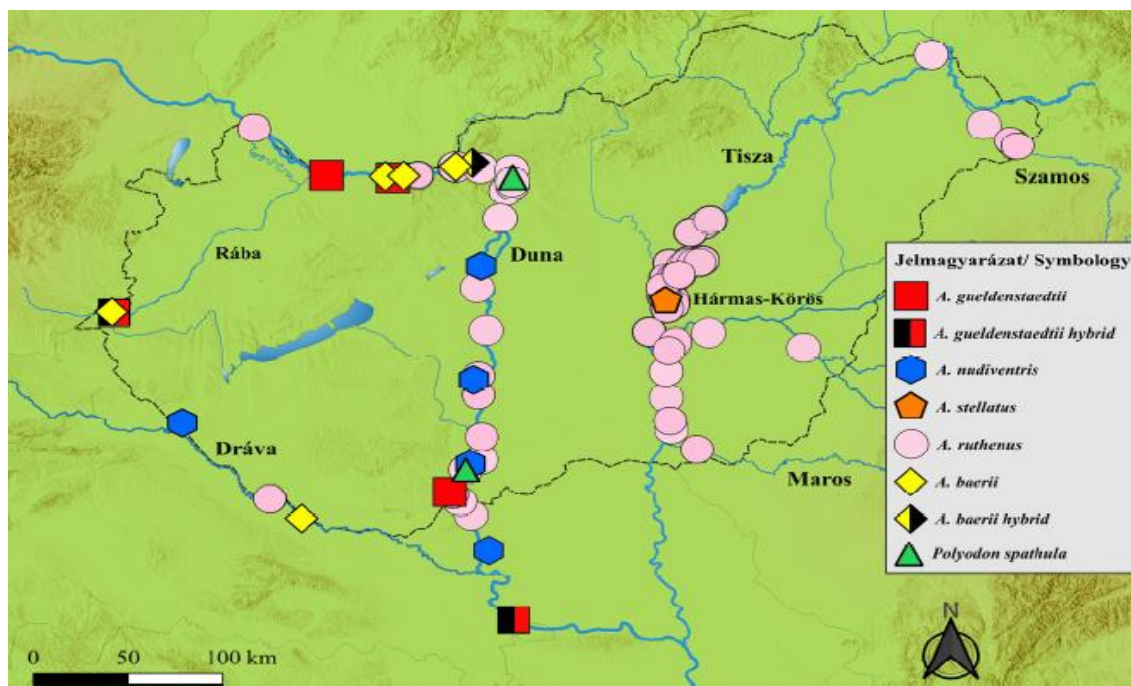 Tisza
Szamos
Rába
Duna
Hármas-Körös
Dráva
Maros
Jelmagyarázat/ Symbology
A. gueldenstaedtii
A. gueldenstaedtii hybrid
A. nudiventris
A. stellatus
A. ruthenus
A. baerii
A. baerii hybrid
Polyodon spathula
N
0 50 100 km